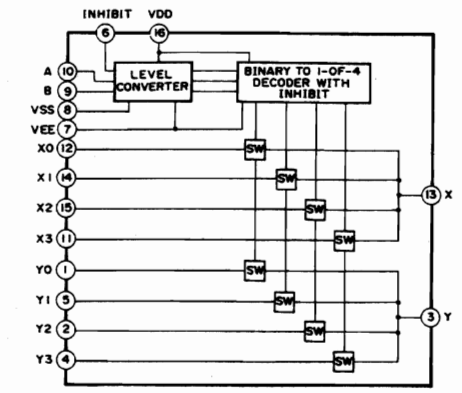 INHIBIT VDD
6 16
A 10
B 9
VSS 8
VEE 7
LEVEL
CONVERTER
BINARY TO 1-OF-4
DECODER WITH
INHIBIT
X0 12 SW
X1 14 SW
X2 15 SW
X3 11 SW
13 X
Y0 1 SW
Y1 5 SW
Y2 2 SW
Y3 4 SW
3 Y